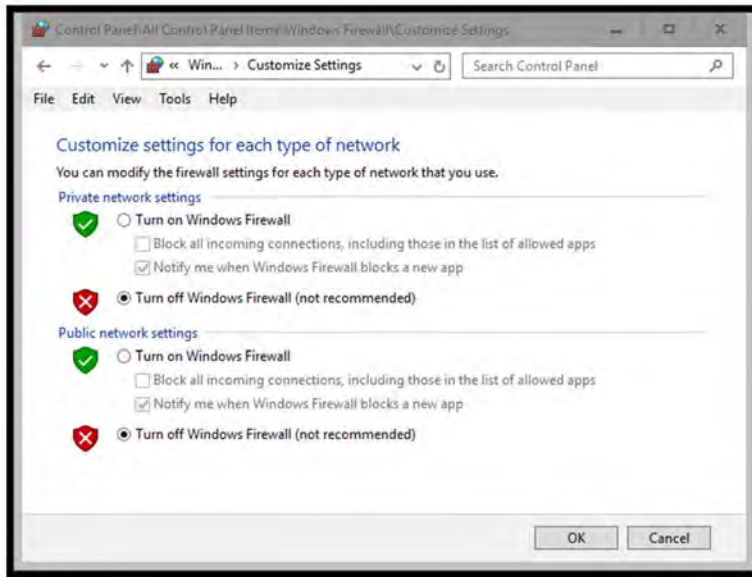 Control Panel\All Control Panel Items\Windows Firewall\Customize Settings
« Win... › Customize Settings
Search Control Panel
File Edit View Tools Help
Customize settings for each type of network
You can modify the firewall settings for each type of network that you use.
Private network settings
Turn on Windows Firewall
Block all incoming connections, including those in the list of allowed apps
Notify me when Windows Firewall blocks a new app
Turn off Windows Firewall (not recommended)
Public network settings
Turn on Windows Firewall
Block all incoming connections, including those in the list of allowed apps
Notify me when Windows Firewall blocks a new app
Turn off Windows Firewall (not recommended)
OK Cancel